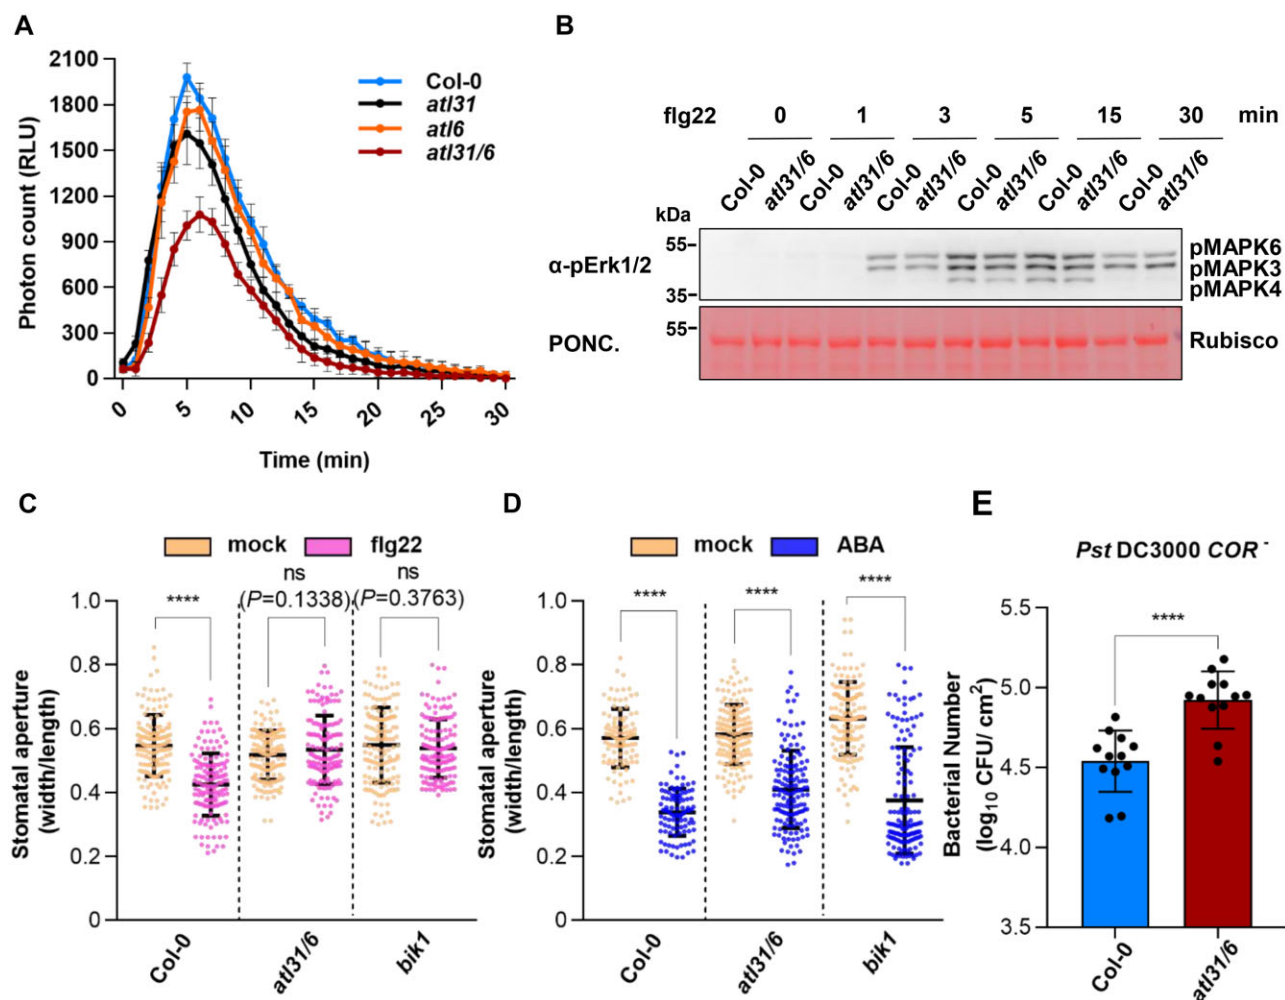 A
2100
1800
1500
1200
900
600
300
0
Photon count (RLU)
0 5 10 15 20 25 30
Time (min)
Col-0
atl31
atl6
atl31/6
B
flg22 0 1 3 5 15 30 min
Col-0 atl31/6 Col-0 atl31/6 Col-0 atl31/6 Col-0 atl31/6 Col-0 atl31/6 Col-0 atl31/6
kDa
55
35
α-pErk1/2
pMAPK6
pMAPK3
pMAPK4
55
PONC.
Rubisco
C
mock flg22
**** ns (P=0.1338) ns (P=0.3763)
1.0
0.8
0.6
0.4
0.2
0
Stomatal aperture
(width/length)
Col-0 atl31/6 bik1
D
mock ABA
**** **** ****
1.0
0.8
0.6
0.4
0.2
0
Stomatal aperture
(width/length)
Col-0 atl31/6 bik1
E
Pst DC3000 COR -
****
5.5
5.0
4.5
4.0
3.5
Bacterial Number
(log10 CFU/ cm2)
Col-0 atl31/6